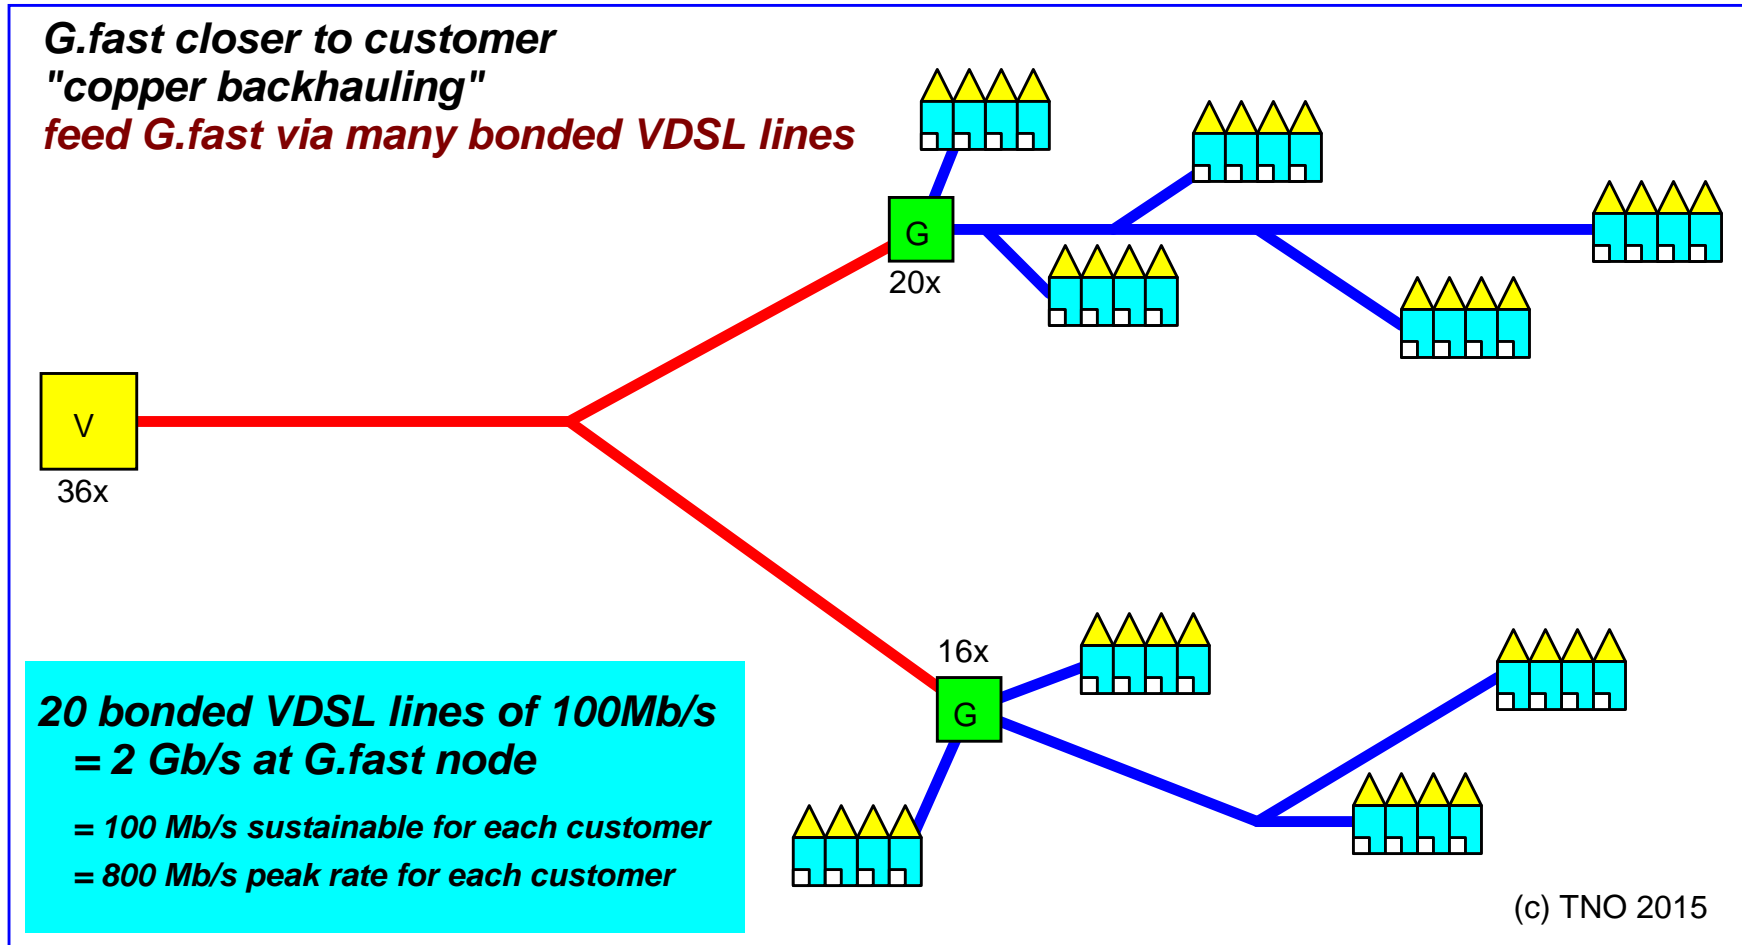 G.fast closer to customer
"copper backhauling"
feed G.fast via many bonded VDSL lines
G
20x
V
36x
16x
G
20 bonded VDSL lines of 100Mb/s
= 2 Gb/s at G.fast node
= 100 Mb/s sustainable for each customer
= 800 Mb/s peak rate for each customer
(c) TNO 2015